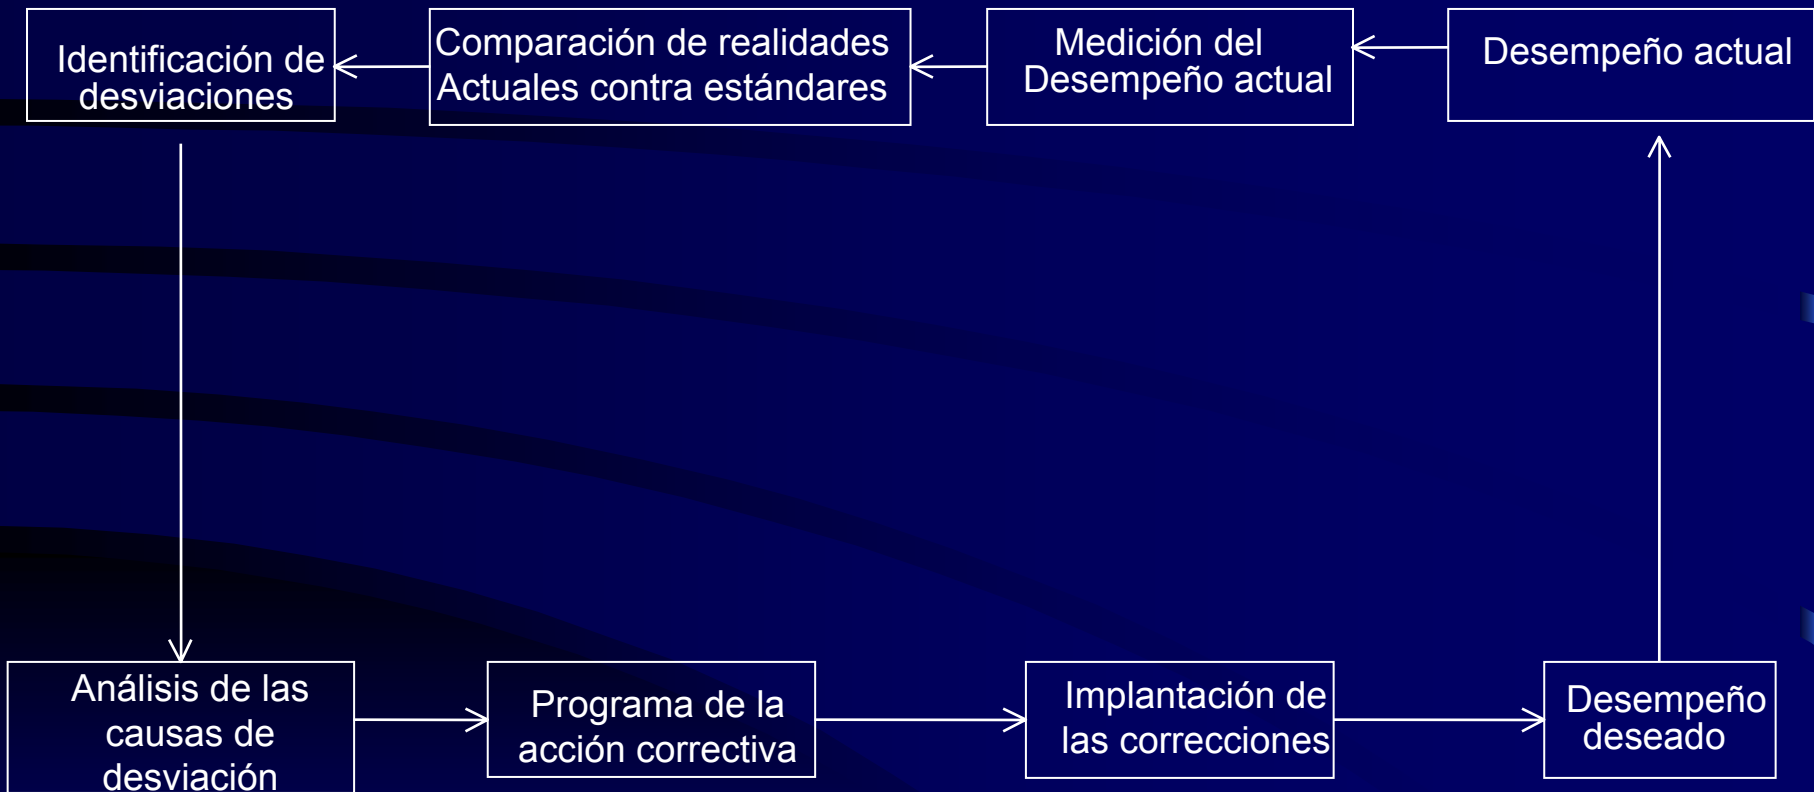 Identificación de
desviaciones
Comparación de realidades
Actuales contra estándares
Medición del
Desempeño actual
Desempeño actual
Análisis de las
causas de
desviación
Programa de la
acción correctiva
Implantación de
las correcciones
Desempeño
deseado